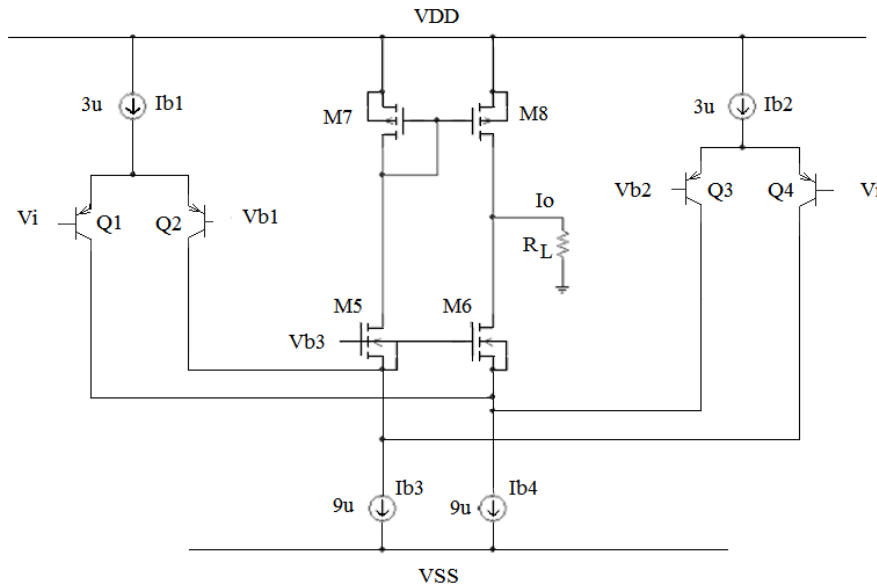 VDD
3u Ib1
M7
M8
3u Ib2
Vi
Q1
Q2
Vb1
Io
RL
Vb2
Q3
Q4
Vi
M5
M6
Vb3
9u Ib3
9u Ib4
VSS